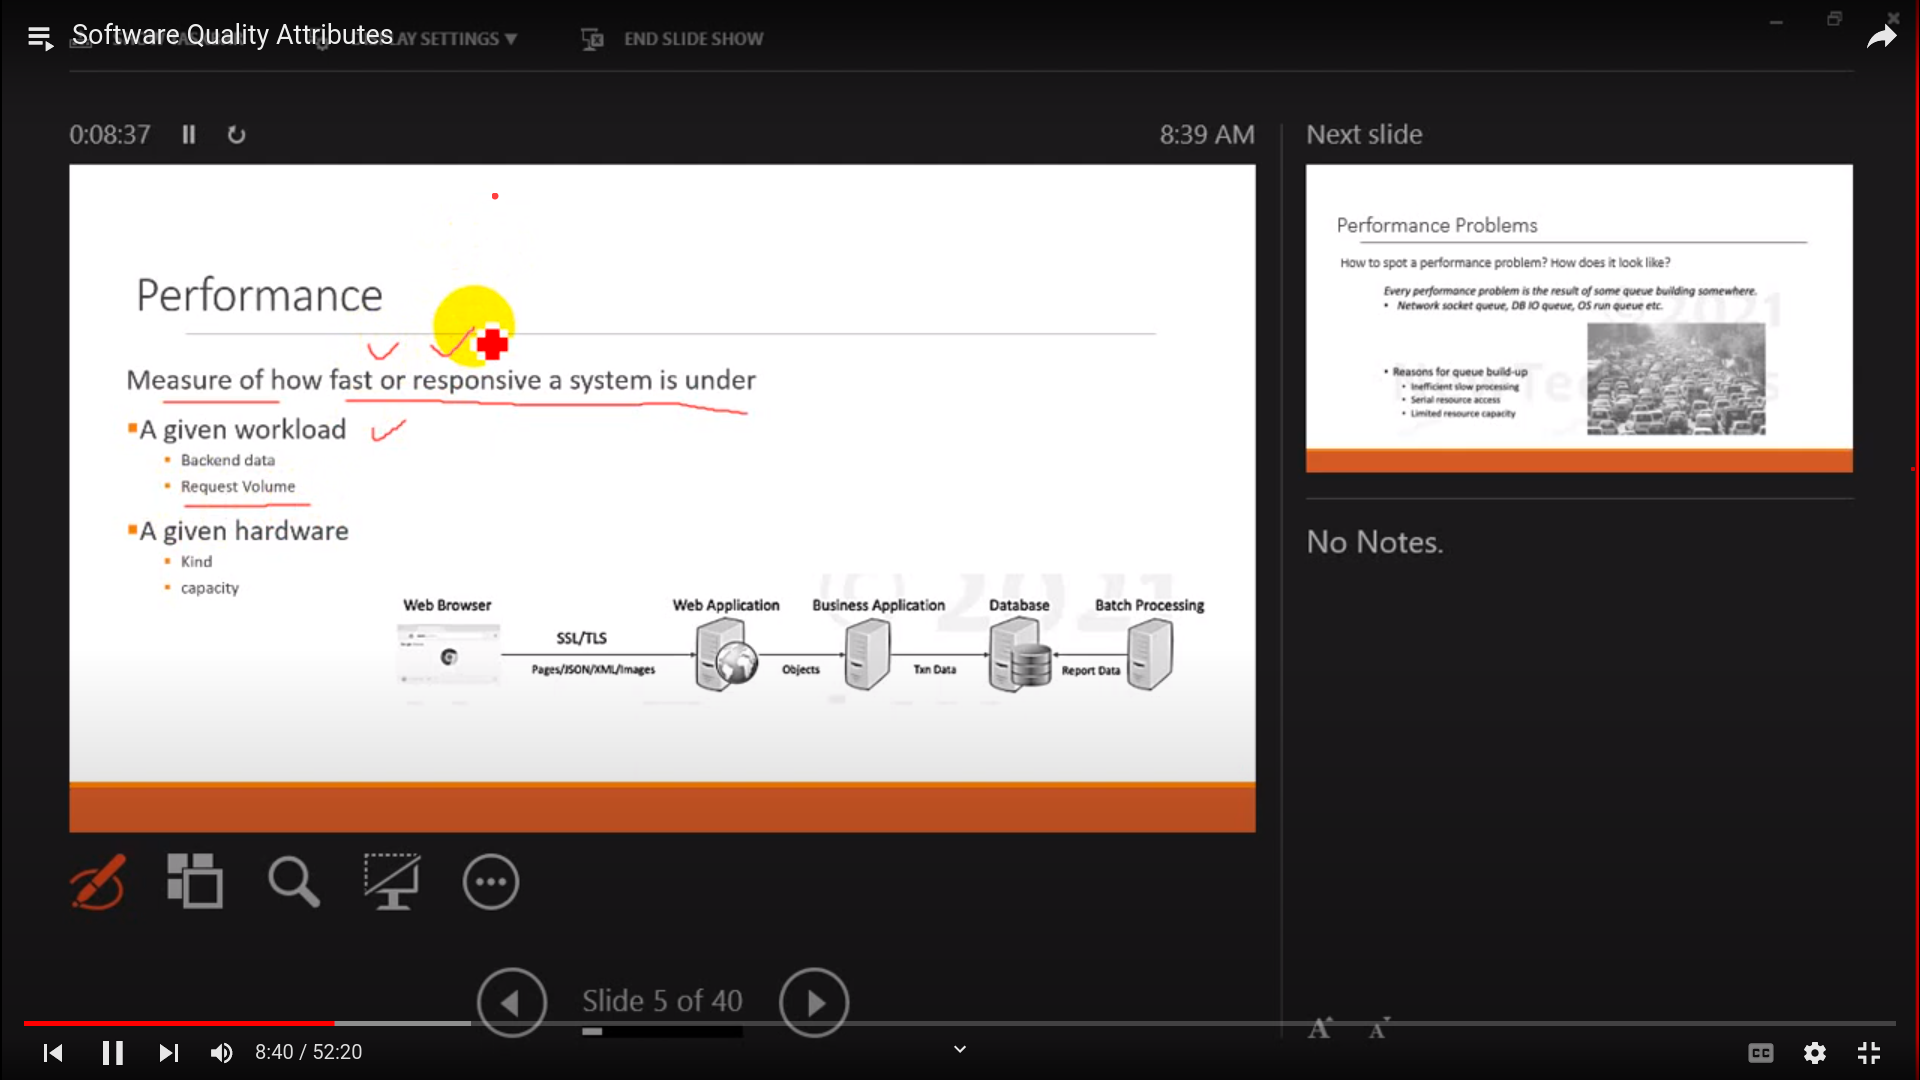 Software Quality Attributes
AY SETTINGS
END SLIDE SHOW
0:08:37
8:39 AM
Next slide
Performance
Measure of how fast or responsive a system is under
A given workload
Backend data
Request Volume
A given hardware
Kind
capacity
© 2021
Web Browser
Web Application
Business Application
Database
Batch Processing
SSL/TLS
Pages/JSON/XML/Images
Objects
Txn Data
Report Data
Performance Problems
How to spot a performance problem? How does it look like?
Every performance problem is the result of some queue building somewhere.
• Network socket queue, DB IO queue, OS run queue etc.
• Reasons for queue build-up
• Inefficient slow processing
• Serial resource access
• Limited resource capacity
No Notes.
Slide 5 of 40
A A
8:40 / 52:20
CC